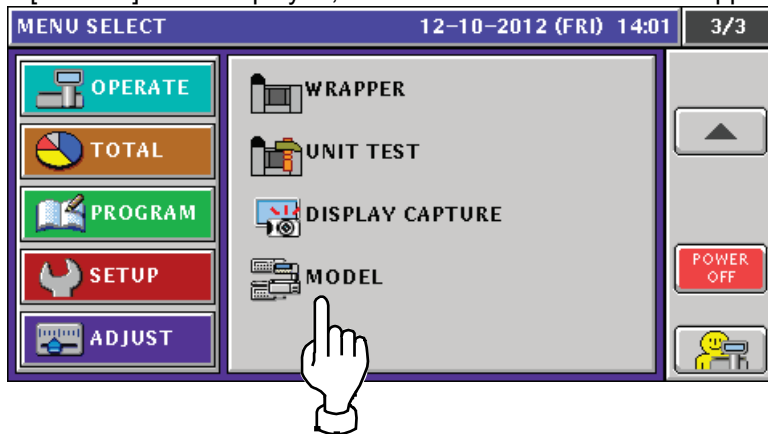 MENU SELECT 12-10-2012 (FRI) 14:01 3/3
OPERATE
TOTAL
PROGRAM
SETUP
ADJUST
WRAPPER
UNIT TEST
DISPLAY CAPTURE
MODEL
POWER
OFF